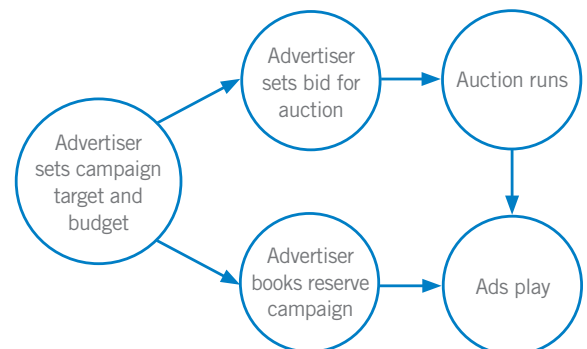 Advertiser
sets campaign
target and
budget
Advertiser
sets bid for
auction
Auction runs
Advertiser
books reserve
campaign
Ads play